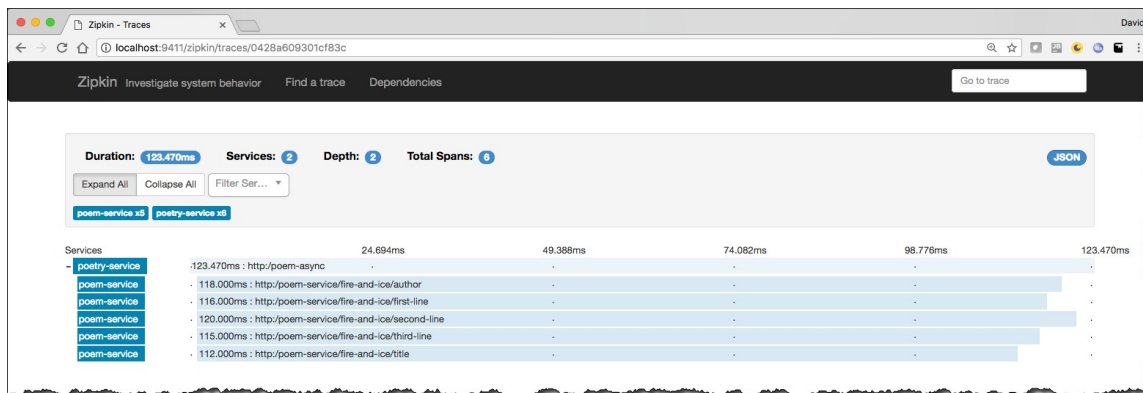 Zipkin - Traces
David
localhost:9411/zipkin/traces/0428a609301cf83c
Zipkin Investigate system behavior Find a trace Dependencies Go to trace
Duration: 123.470ms Services: 2 Depth: 2 Total Spans: 6 JSON
Expand All Collapse All Filter Ser...
poem-service x5 poetry-service x6
Services 24.694ms 49.388ms 74.082ms 98.776ms 123.470ms
- poetry-service 123.470ms : http:/poem-async
poem-service 118.000ms : http:/poem-service/fire-and-ice/author
poem-service 116.000ms : http:/poem-service/fire-and-ice/first-line
poem-service 120.000ms : http:/poem-service/fire-and-ice/second-line
poem-service 115.000ms : http:/poem-service/fire-and-ice/third-line
poem-service 112.000ms : http:/poem-service/fire-and-ice/title